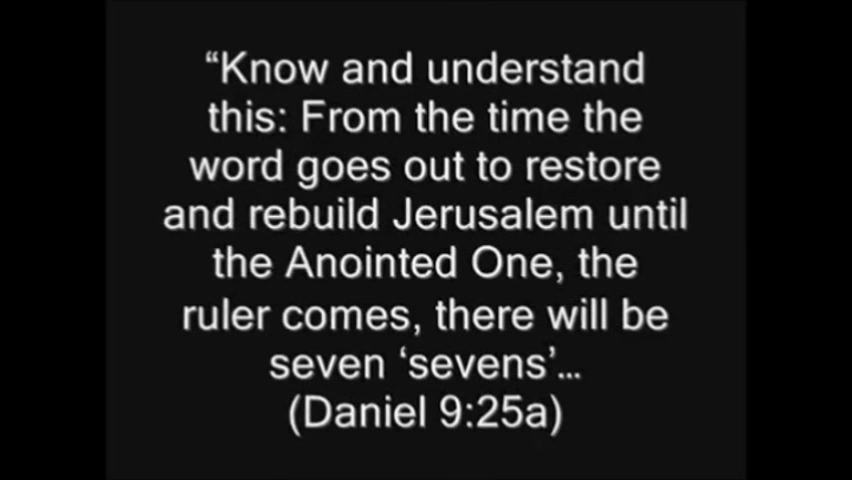 “Know and understand
this: From the time the
word goes out to restore
and rebuild Jerusalem until
the Anointed One, the
ruler comes, there will be
seven ‘sevens’…
(Daniel 9:25a)